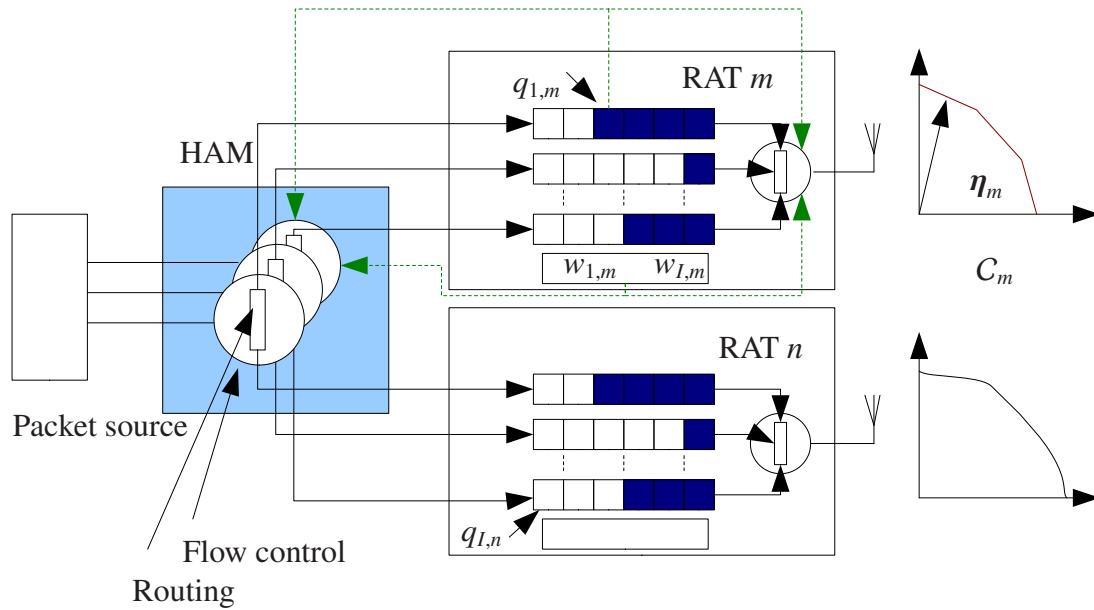 RAT m
q1,m
HAM
w1,m wI,m
ηm
Cm
RAT n
Packet source
qI,n
Flow control
Routing